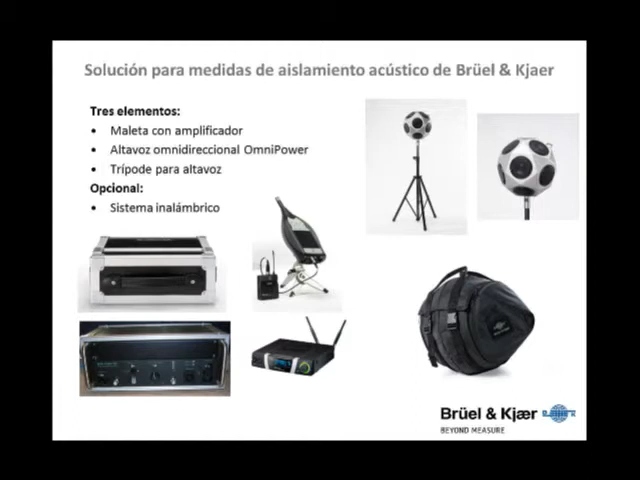 Solución para medidas de aislamiento acústico de Brüel & Kjaer
Tres elementos:
• Maleta con amplificador
• Altavoz omnidireccional OmniPower
• Trípode para altavoz
Opcional:
• Sistema inalámbrico
Brüel & Kjær
BEYOND MEASURE